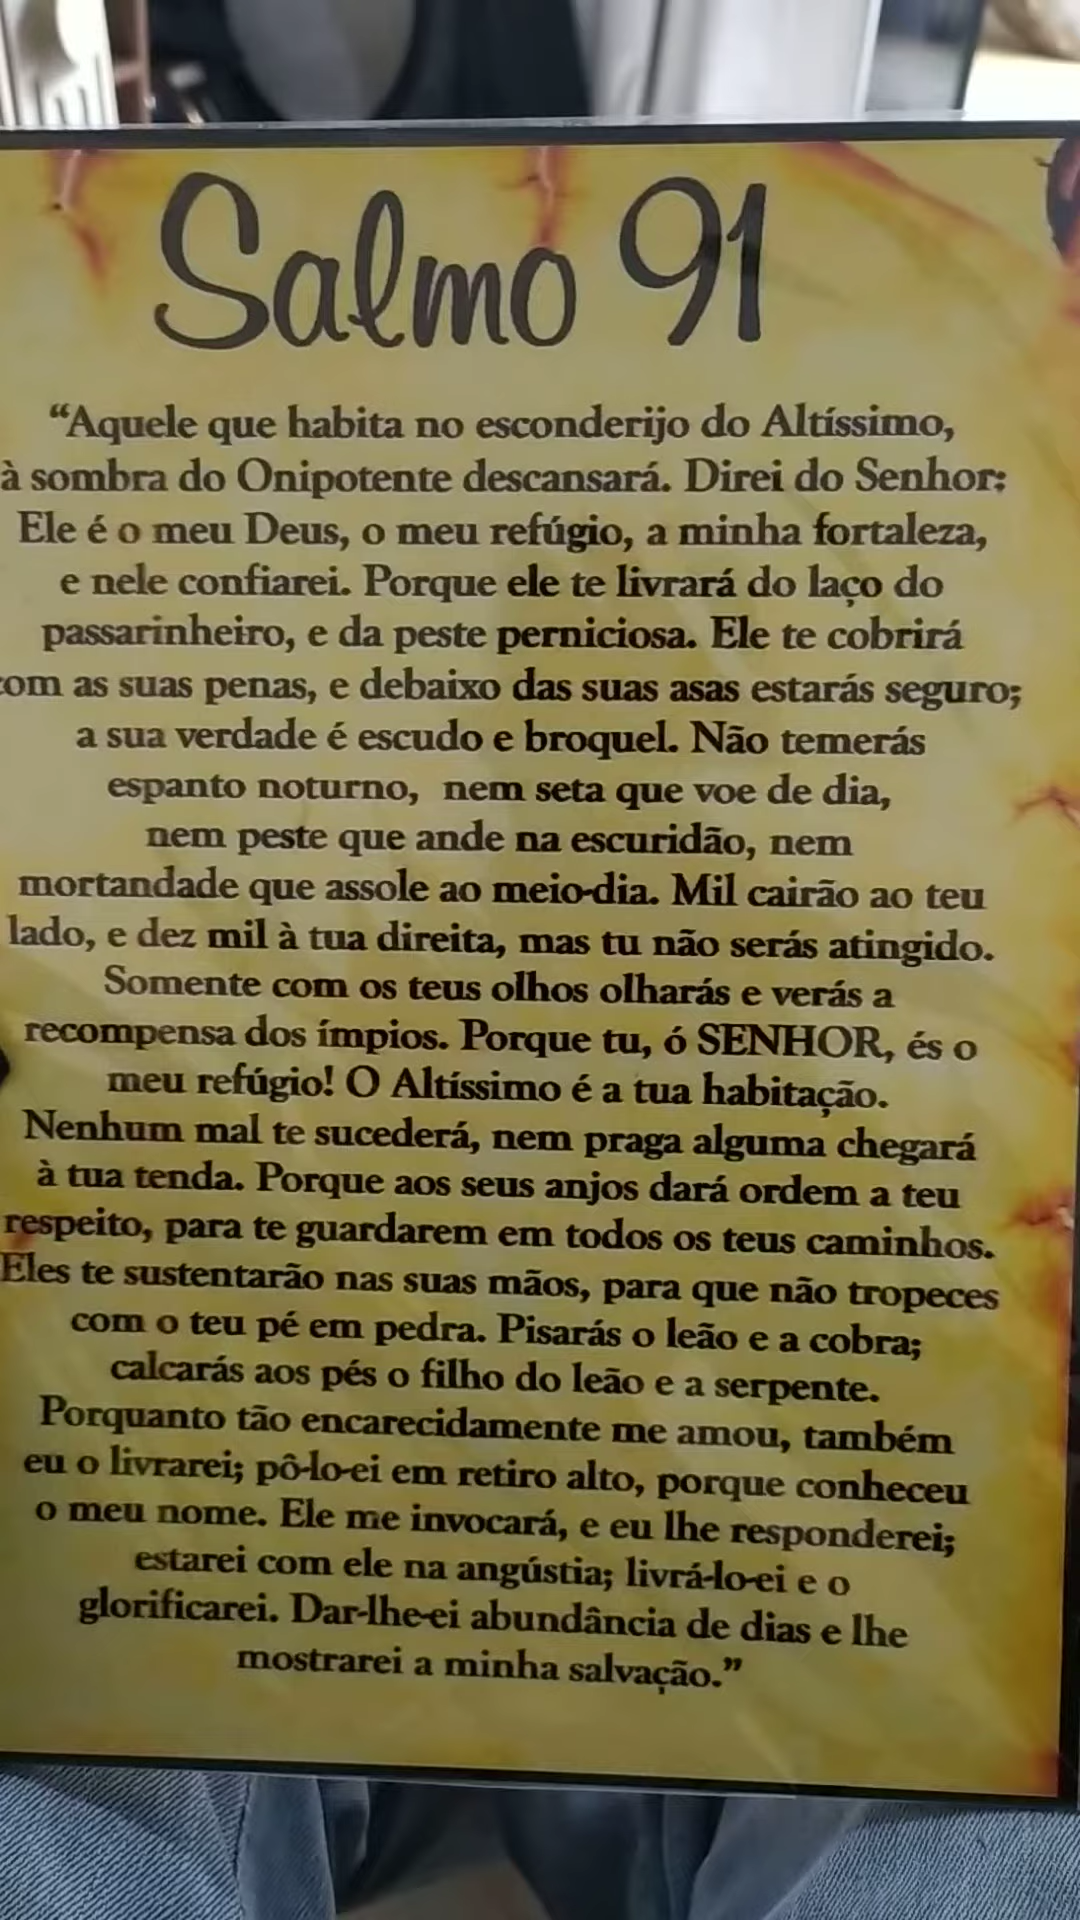 Salmo 91
“Aquele que habita no esconderijo do Altíssimo,
à sombra do Onipotente descansará. Direi do Senhor:
Ele é o meu Deus, o meu refúgio, a minha fortaleza,
e nele confiarei. Porque ele te livrará do laço do
passarinheiro, e da peste perniciosa. Ele te cobrirá
com as suas penas, e debaixo das suas asas estarás seguro;
a sua verdade é escudo e broquel. Não temerás
espanto noturno, nem seta que voe de dia,
nem peste que ande na escuridão, nem
mortandade que assole ao meio-dia. Mil cairão ao teu
lado, e dez mil à tua direita, mas tu não serás atingido.
Somente com os teus olhos olharás e verás a
recompensa dos ímpios. Porque tu, ó SENHOR, és o
meu refúgio! O Altíssimo é a tua habitação.
Nenhum mal te sucederá, nem praga alguma chegará
à tua tenda. Porque aos seus anjos dará ordem a teu
respeito, para te guardarem em todos os teus caminhos.
Eles te sustentarão nas suas mãos, para que não tropeces
com o teu pé em pedra. Pisarás o leão e a cobra;
calcarás aos pés o filho do leão e a serpente.
Porquanto tão encarecidamente me amou, também
eu o livrarei; pô-lo-ei em retiro alto, porque conheceu
o meu nome. Ele me invocará, e eu lhe responderei;
estarei com ele na angústia; livrá-lo-ei e o
glorificarei. Dar-lhe-ei abundância de dias e lhe
mostrarei a minha salvação.”